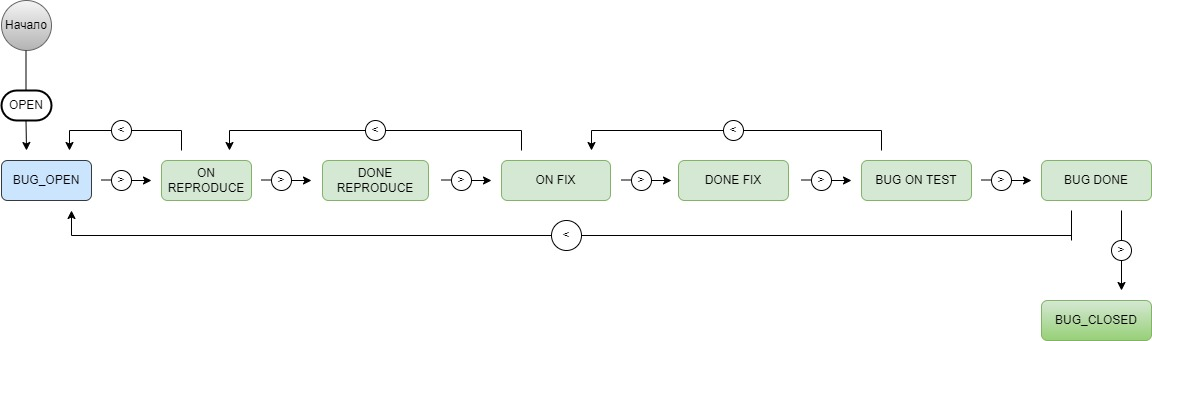 Начало
OPEN
<
<
<
BUG_OPEN
>
ON
REPRODUCE
>
DONE
REPRODUCE
>
ON FIX
>
DONE FIX
>
BUG ON TEST
>
BUG DONE
<
>
BUG_CLOSED